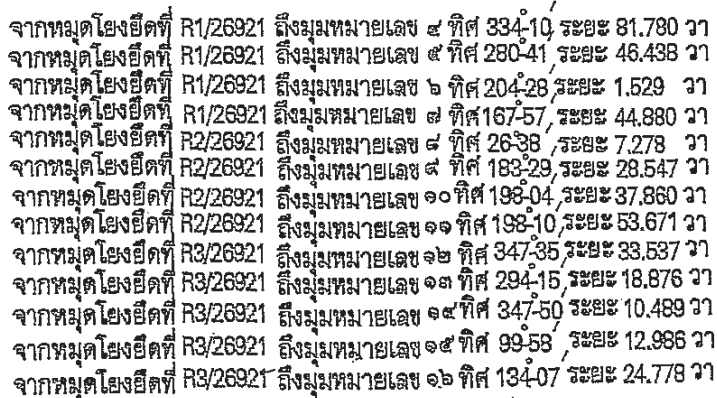 จากหมุดโยงยึดที่ R1/26921 ถึงมุมหมายเลข ๔ ทิศ 334°-10′ ระยะ 81.780 วา
จากหมุดโยงยึดที่ R1/26921 ถึงมุมหมายเลข ๕ ทิศ 280°-41′ ระยะ 46.438 วา
จากหมุดโยงยึดที่ R1/26921 ถึงมุมหมายเลข ๖ ทิศ 204°-28′ ระยะ 1.529 วา
จากหมุดโยงยึดที่ R1/26921 ถึงมุมหมายเลข ๗ ทิศ 167°-57′ ระยะ 44.880 วา
จากหมุดโยงยึดที่ R2/26921 ถึงมุมหมายเลข ๘ ทิศ 26°-38′ ระยะ 7.278 วา
จากหมุดโยงยึดที่ R2/26921 ถึงมุมหมายเลข ๙ ทิศ 183°-29′ ระยะ 28.547 วา
จากหมุดโยงยึดที่ R2/26921 ถึงมุมหมายเลข ๑๐ ทิศ 198°-04′ ระยะ 37.860 วา
จากหมุดโยงยึดที่ R2/26921 ถึงมุมหมายเลข ๑๑ ทิศ 198°-10′ ระยะ 53.671 วา
จากหมุดโยงยึดที่ R3/26921 ถึงมุมหมายเลข ๑๒ ทิศ 347°-35′ ระยะ 33.537 วา
จากหมุดโยงยึดที่ R3/26921 ถึงมุมหมายเลข ๑๓ ทิศ 294°-15′ ระยะ 18.876 วา
จากหมุดโยงยึดที่ R3/26921 ถึงมุมหมายเลข ๑๔ ทิศ 347°-50′ ระยะ 10.489 วา
จากหมุดโยงยึดที่ R3/26921 ถึงมุมหมายเลข ๑๕ ทิศ 99°-58′ ระยะ 12.986 วา
จากหมุดโยงยึดที่ R3/26921 ถึงมุมหมายเลข ๑๖ ทิศ 134°-07′ ระยะ 24.778 วา